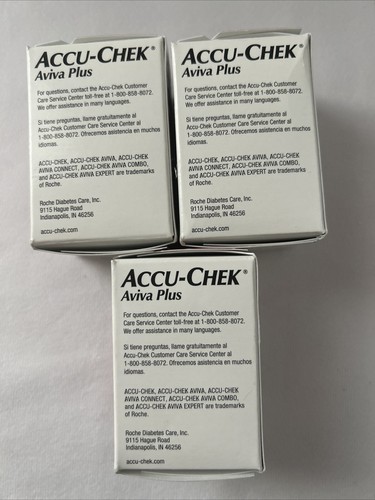 ACCU-CHEK®
Aviva Plus
For questions, contact the Accu-Chek Customer
Care Service Center toll-free at 1-800-858-8072.
We offer assistance in many languages.
Si tiene preguntas, llame gratuitamente al
Accu-Chek Customer Care Service Center al
1-800-858-8072. Ofrecemos asistencia en muchos
idiomas.
ACCU-CHEK, ACCU-CHEK AVIVA, ACCU-CHEK
AVIVA CONNECT, ACCU-CHEK AVIVA COMBO,
and ACCU-CHEK AVIVA EXPERT are trademarks
of Roche.
Roche Diabetes Care, Inc.
9115 Hague Road
Indianapolis, IN 46256
accu-chek.com
ACCU-CHEK®
Aviva Plus
For questions, contact the Accu-Chek Customer
Care Service Center toll-free at 1-800-858-8072.
We offer assistance in many languages.
Si tiene preguntas, llame gratuitamente al
Accu-Chek Customer Care Service Center al
1-800-858-8072. Ofrecemos asistencia en muchos
idiomas.
ACCU-CHEK, ACCU-CHEK AVIVA, ACCU-CHEK
AVIVA CONNECT, ACCU-CHEK AVIVA COMBO,
and ACCU-CHEK AVIVA EXPERT are trademarks
of Roche.
Roche Diabetes Care, Inc.
9115 Hague Road
Indianapolis, IN 46256
accu-chek.com
ACCU-CHEK®
Aviva Plus
For questions, contact the Accu-Chek Customer
Care Service Center toll-free at 1-800-858-8072.
We offer assistance in many languages.
Si tiene preguntas, llame gratuitamente al
Accu-Chek Customer Care Service Center al
1-800-858-8072. Ofrecemos asistencia en muchos
idiomas.
ACCU-CHEK, ACCU-CHEK AVIVA, ACCU-CHEK
AVIVA CONNECT, ACCU-CHEK AVIVA COMBO,
and ACCU-CHEK AVIVA EXPERT are trademarks
of Roche.
Roche Diabetes Care, Inc.
9115 Hague Road
Indianapolis, IN 46256
accu-chek.com